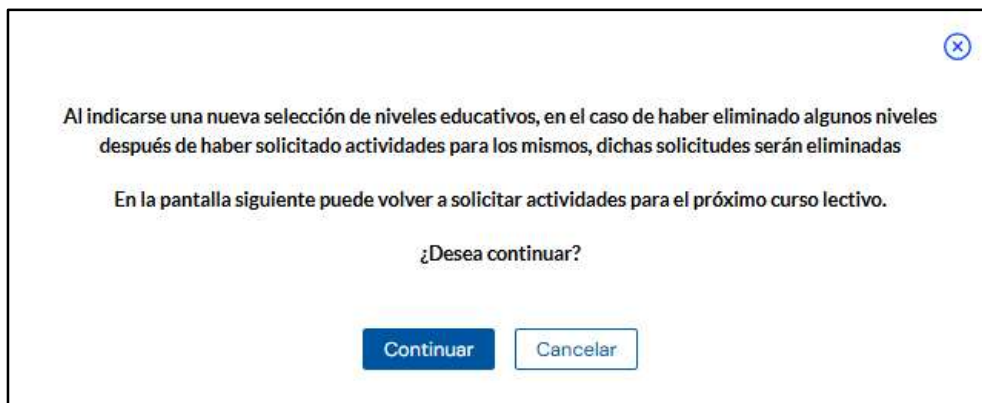 Al indicarse una nueva selección de niveles educativos, en el caso de haber eliminado algunos niveles
después de haber solicitado actividades para los mismos, dichas solicitudes serán eliminadas
En la pantalla siguiente puede volver a solicitar actividades para el próximo curso lectivo.
¿Desea continuar?
Continuar Cancelar